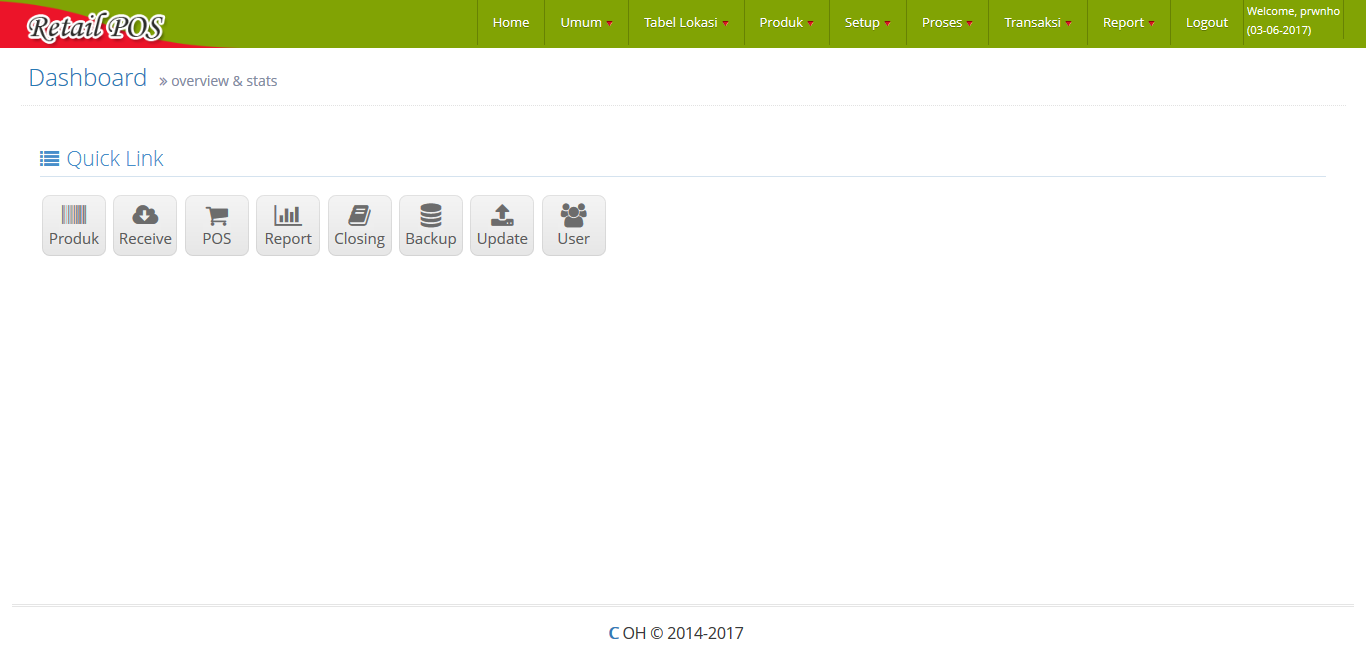 Retail POS
Home Umum Tabel Lokasi Produk Setup Proses Transaksi Report Logout
Welcome, prwnho
(03-06-2017)
Dashboard » overview & stats
Quick Link
Produk Receive POS Report Closing Backup Update User
C OH © 2014-2017